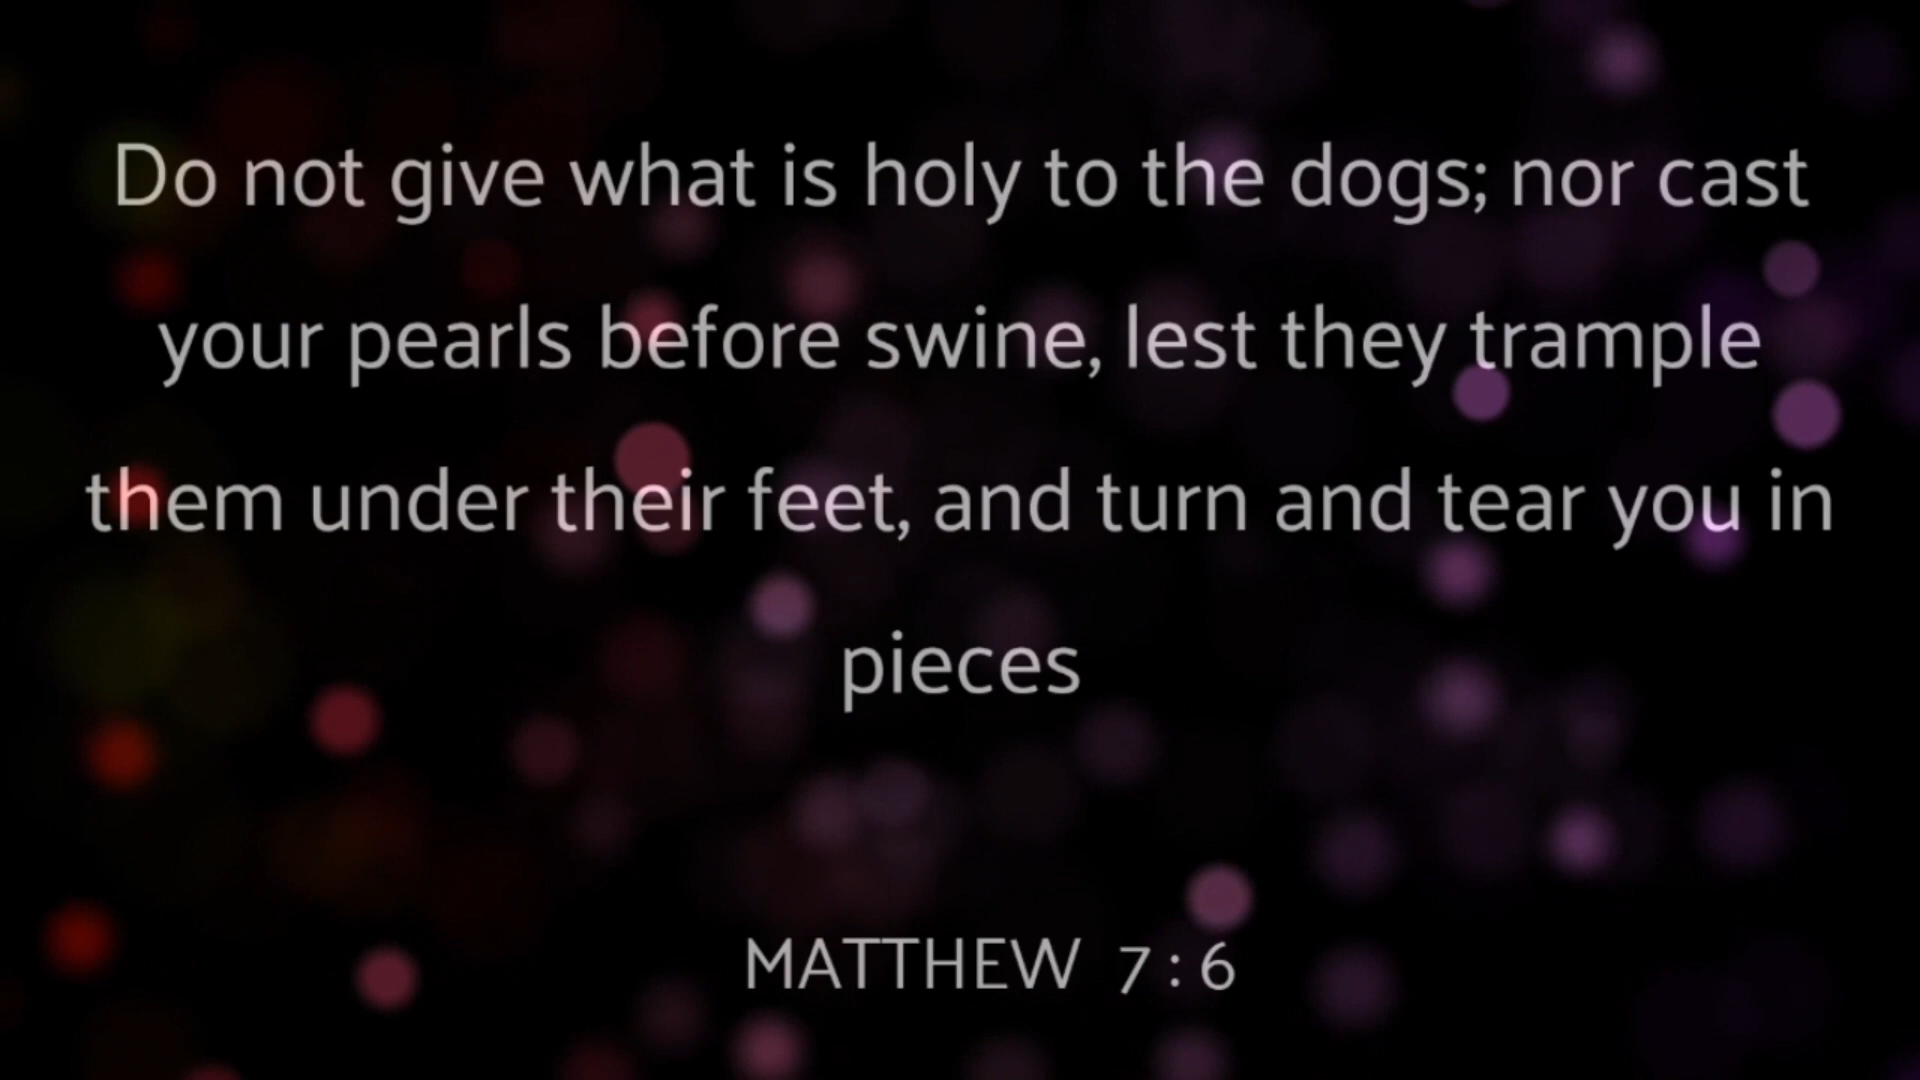 Do not give what is holy to the dogs; nor cast
your pearls before swine, lest they trample
them under their feet, and turn and tear you in
pieces
MATTHEW 7:6